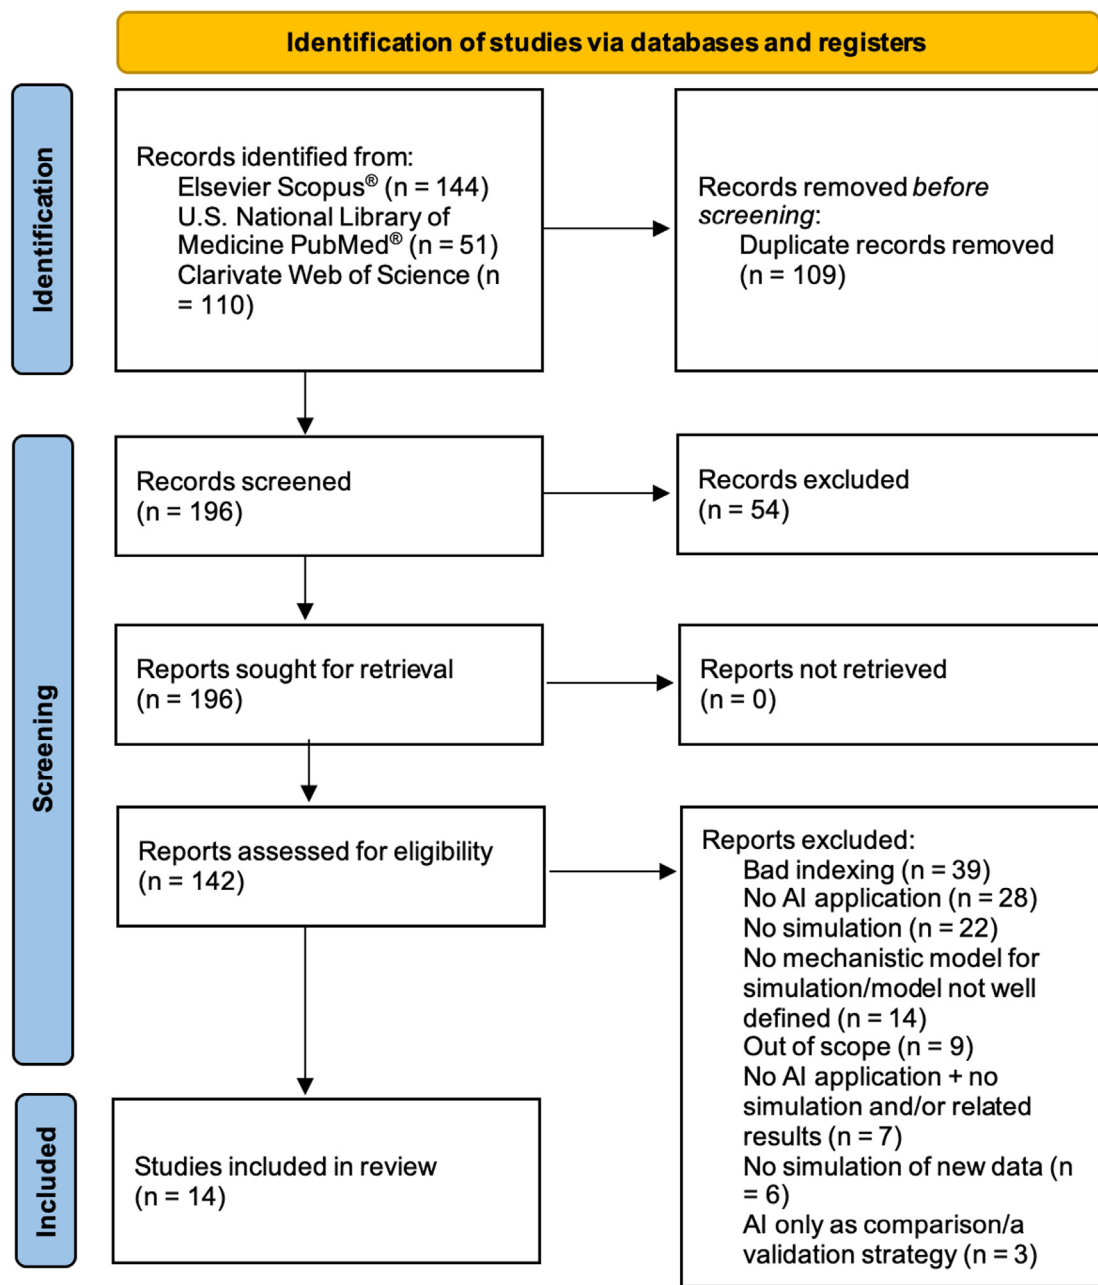 Identification of studies via databases and registers
Identification
Records identified from:
Elsevier Scopus® (n = 144)
U.S. National Library of
Medicine PubMed® (n = 51)
Clarivate Web of Science (n
= 110)
Records removed before
screening:
Duplicate records removed
(n = 109)
Screening
Records screened
(n = 196)
Records excluded
(n = 54)
Reports sought for retrieval
(n = 196)
Reports not retrieved
(n = 0)
Reports assessed for eligibility
(n = 142)
Reports excluded:
Bad indexing (n = 39)
No AI application (n = 28)
No simulation (n = 22)
No mechanistic model for
simulation/model not well
defined (n = 14)
Out of scope (n = 9)
No AI application + no
simulation and/or related
results (n = 7)
No simulation of new data (n
= 6)
AI only as comparison/a
validation strategy (n = 3)
Included
Studies included in review
(n = 14)